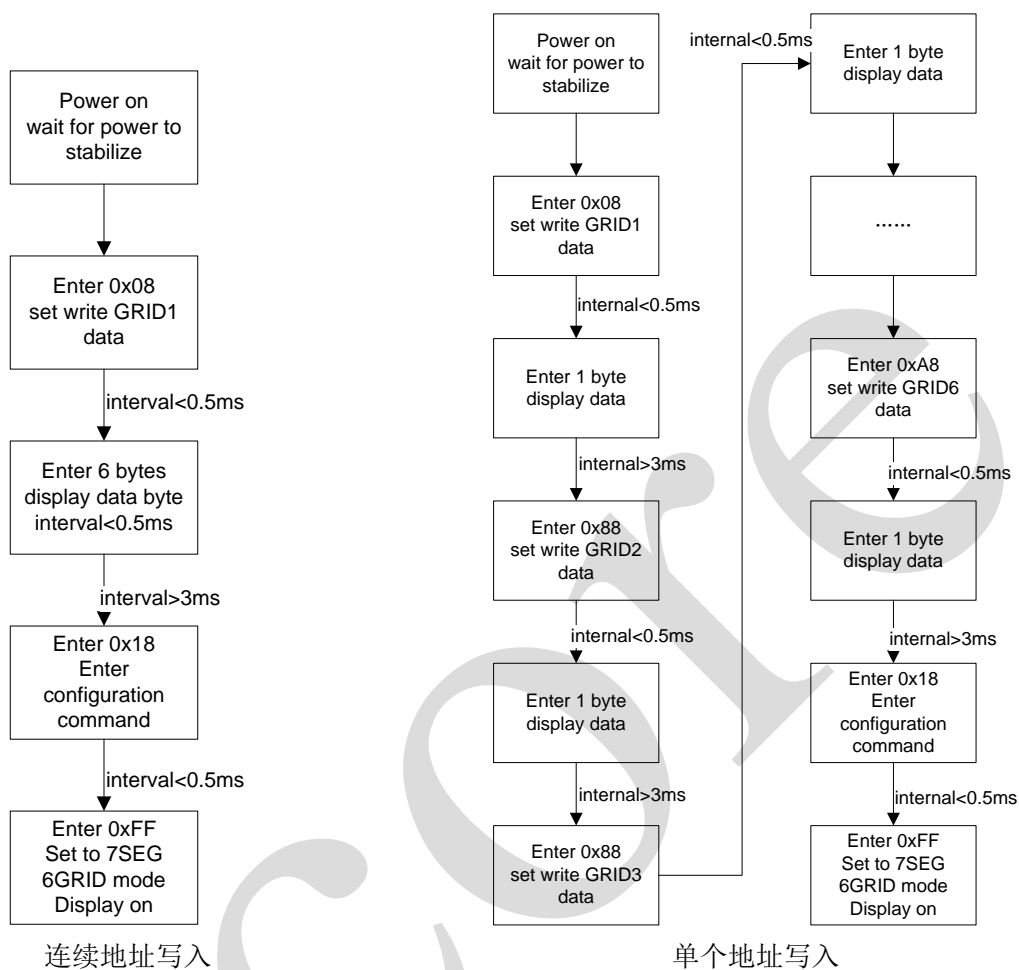 Power on
wait for power to
stabilize
Enter 0x08
set write GRID1
data
interval<0.5ms
Enter 6 bytes
display data byte
interval<0.5ms
interval>3ms
Enter 0x18
Enter
configuration
command
interval<0.5ms
Enter 0xFF
Set to 7SEG
6GRID mode
Display on
连续地址写入
Power on
wait for power to
stabilize
Enter 0x08
set write GRID1
data
internal<0.5ms
Enter 1 byte
display data
internal>3ms
Enter 0x88
set write GRID2
data
internal<0.5ms
Enter 1 byte
display data
internal>3ms
Enter 0x88
set write GRID3
data
internal<0.5ms
Enter 1 byte
display data
......
Enter 0xA8
set write GRID6
data
internal<0.5ms
Enter 1 byte
display data
internal>3ms
Enter 0x18
Enter
configuration
command
internal<0.5ms
Enter 0xFF
Set to 7SEG
6GRID mode
Display on
单个地址写入
core